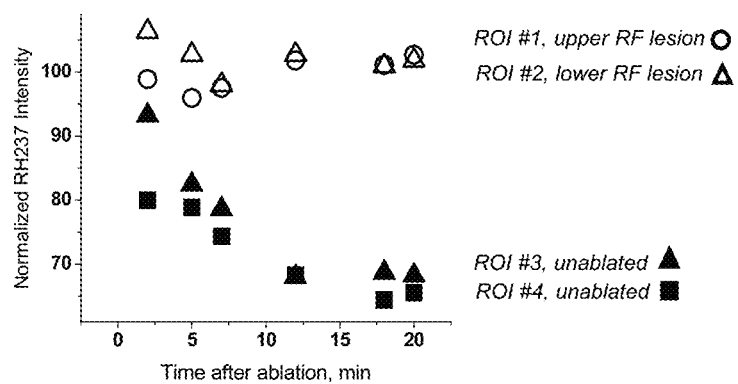 Normalized RH237 Intensity
100
90
80
70
0
5
10
15
20
Time after ablation, min
ROI #1, upper RF lesion
ROI #2, lower RF lesion
ROI #3, unablated
ROI #4, unablated